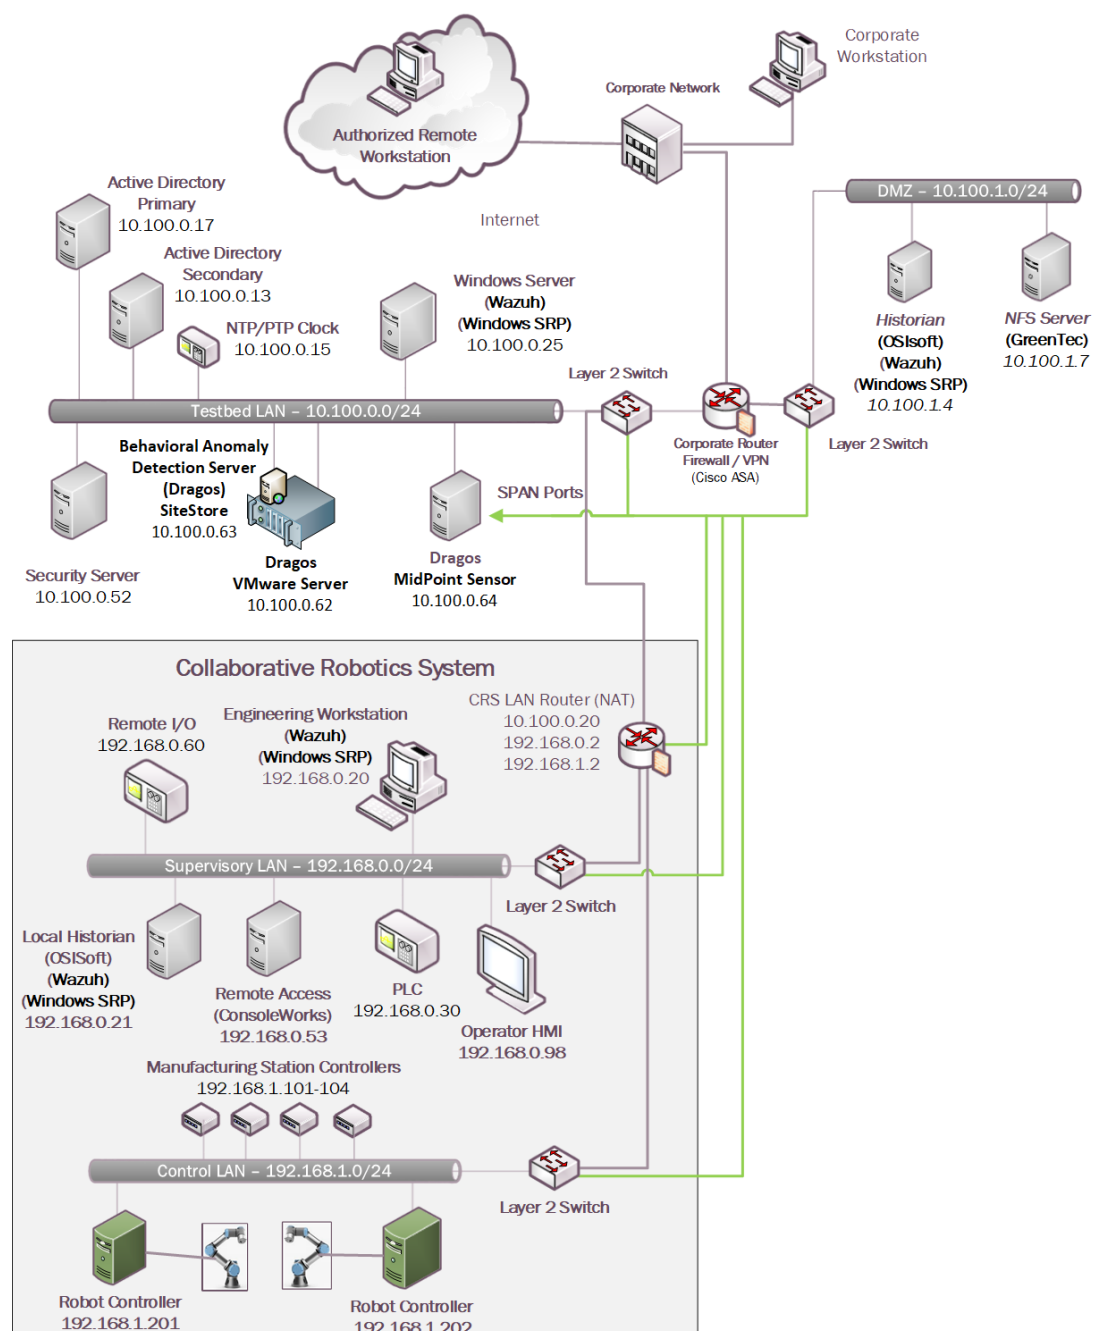 Corporate
Workstation
Corporate Network
Authorized Remote
Workstation
Active Directory
Primary
10.100.0.17
DMZ – 10.100.1.0/24
Internet
Active Directory
Secondary
10.100.0.13
Windows Server
(Wazuh)
(Windows SRP)
10.100.0.25
NTP/PTP Clock
10.100.0.15
Historian
(OSIsoft)
(Wazuh)
(Windows SRP)
10.100.1.4
NFS Server
(GreenTec)
10.100.1.7
Layer 2 Switch
Testbed LAN – 10.100.0.0/24
Corporate Router
Firewall / VPN
(Cisco ASA)
Layer 2 Switch
Behavioral Anomaly
Detection Server
(Dragos)
SiteStore
10.100.0.63
SPAN Ports
Security Server
10.100.0.52
Dragos
VMware Server
10.100.0.62
Dragos
MidPoint Sensor
10.100.0.64
Collaborative Robotics System
CRS LAN Router (NAT)
10.100.0.20
192.168.0.2
192.168.1.2
Remote I/O
192.168.0.60
Engineering Workstation
(Wazuh)
(Windows SRP)
192.168.0.20
Supervisory LAN – 192.168.0.0/24
Layer 2 Switch
Local Historian
(OSISoft)
(Wazuh)
(Windows SRP)
192.168.0.21
Remote Access
(ConsoleWorks)
192.168.0.53
PLC
192.168.0.30
Operator HMI
192.168.0.98
Manufacturing Station Controllers
192.168.1.101-104
Control LAN – 192.168.1.0/24
Layer 2 Switch
Robot Controller
192.168.1.201
Robot Controller
192.168.1.202